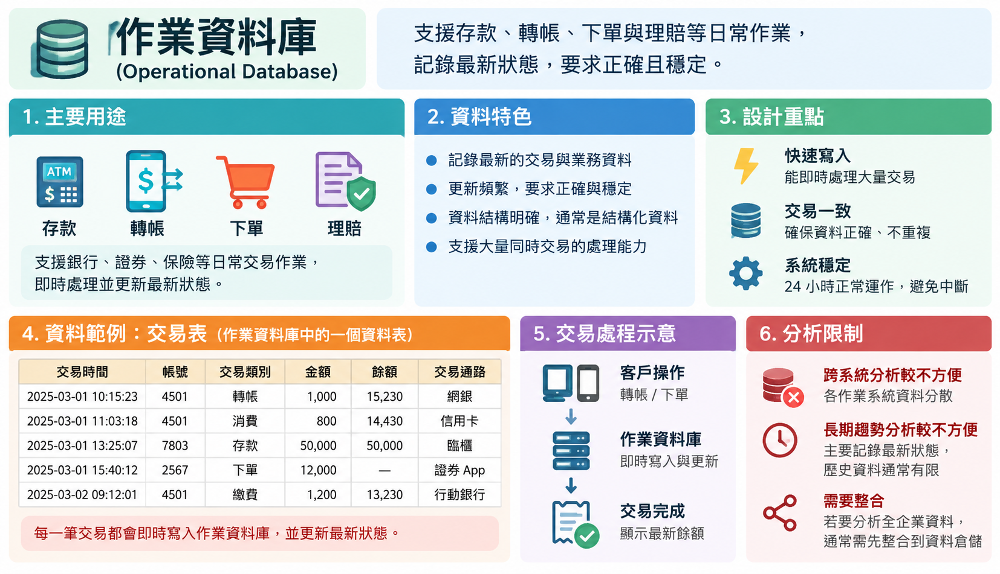 作業資料庫
(Operational Database)
支援存款、轉帳、下單與理賠等日常作業，
記錄最新狀態，要求正確且穩定。
1. 主要用途
ATM
$
$
存款
轉帳
下單
理賠
支援銀行、證券、保險等日常交易作業，
即時處理並更新最新狀態。
2. 資料特色
記錄最新的交易與業務資料
更新頻繁，要求正確與穩定
資料結構明確，通常是結構化資料
支援大量同時交易的處理能力
3. 設計重點
快速寫入
能即時處理大量交易
交易一致
確保資料正確、不重複
系統穩定
24 小時正常運作，避免中斷
4. 資料範例：交易表（作業資料庫中的一個資料表）
交易時間 帳號 交易類別 金額 餘額 交易通路
2025-03-01 10:15:23 4501 轉帳 1,000 15,230 網銀
2025-03-01 11:03:18 4501 消費 800 14,430 信用卡
2025-03-01 13:25:07 7803 存款 50,000 50,000 臨櫃
2025-03-01 15:40:12 2567 下單 12,000 — 證券 App
2025-03-02 09:12:01 4501 繳費 1,200 13,230 行動銀行
每一筆交易都會即時寫入作業資料庫，並更新最新狀態。
5. 交易處程示意
客戶操作
轉帳 / 下單
作業資料庫
即時寫入與更新
交易完成
顯示最新餘額
6. 分析限制
跨系統分析較不方便
各作業系統資料分散
長期趨勢分析較不方便
主要記錄最新狀態，
歷史資料通常有限
需要整合
若要分析全企業資料，
通常需先整合到資料倉儲